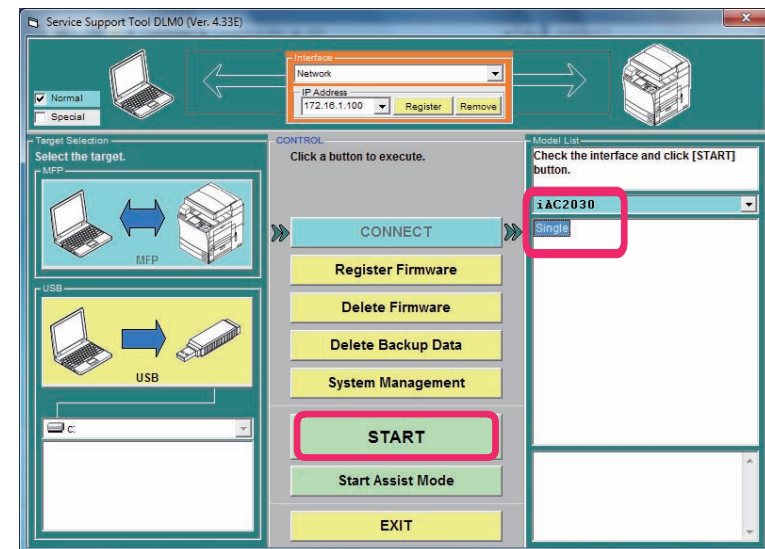 Service Support Tool DLM0 (Ver. 4.33E)
Interface
Network
IP Address
172.16.1.100
Register
Remove
Normal
Special
Target Selection
Select the target.
MFP
MFP
USB
USB
c:
CONTROL
Click a button to execute.
CONNECT
Register Firmware
Delete Firmware
Delete Backup Data
System Management
START
Start Assist Mode
EXIT
Model List
Check the interface and click [START]
button.
iAC2030
Single